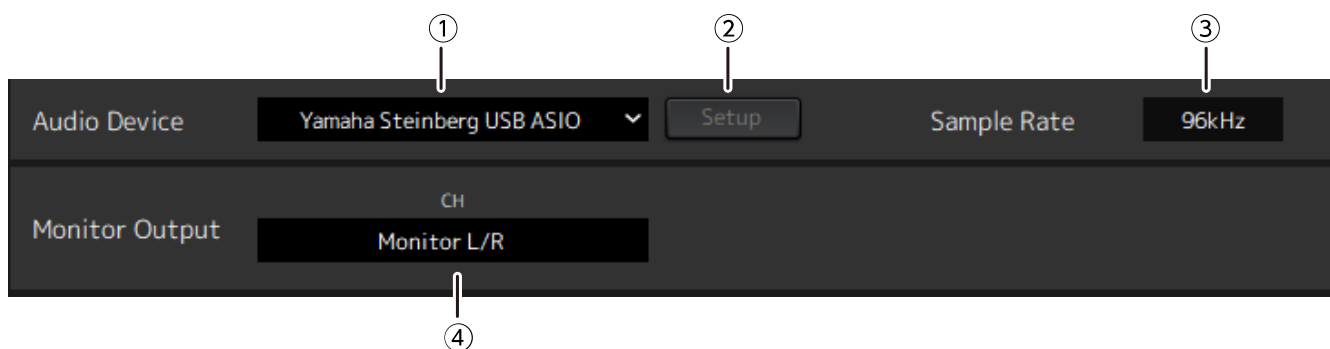 ① ② ③
Audio Device Yamaha Steinberg USB ASIO Setup Sample Rate 96kHz
CH
Monitor Output Monitor L/R
④